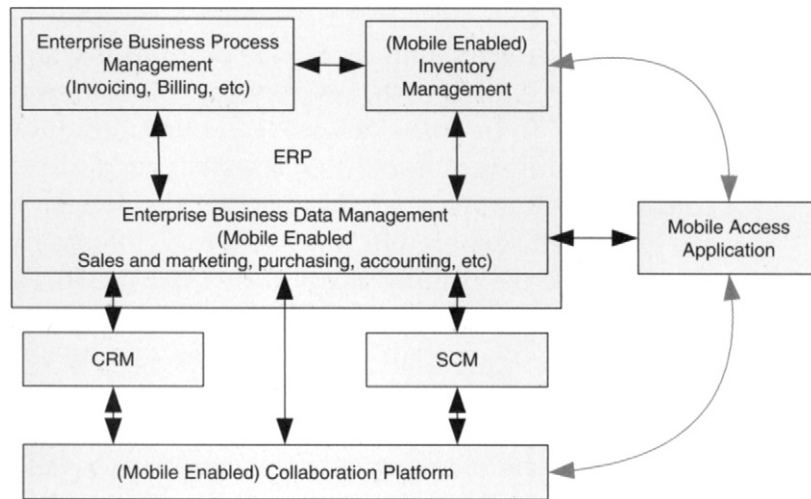 Enterprise Business Process
Management
(Invoicing, Billing, etc)
(Mobile Enabled)
Inventory
Management
ERP
Enterprise Business Data Management
(Mobile Enabled
Sales and marketing, purchasing, accounting, etc)
Mobile Access
Application
CRM
SCM
(Mobile Enabled) Collaboration Platform